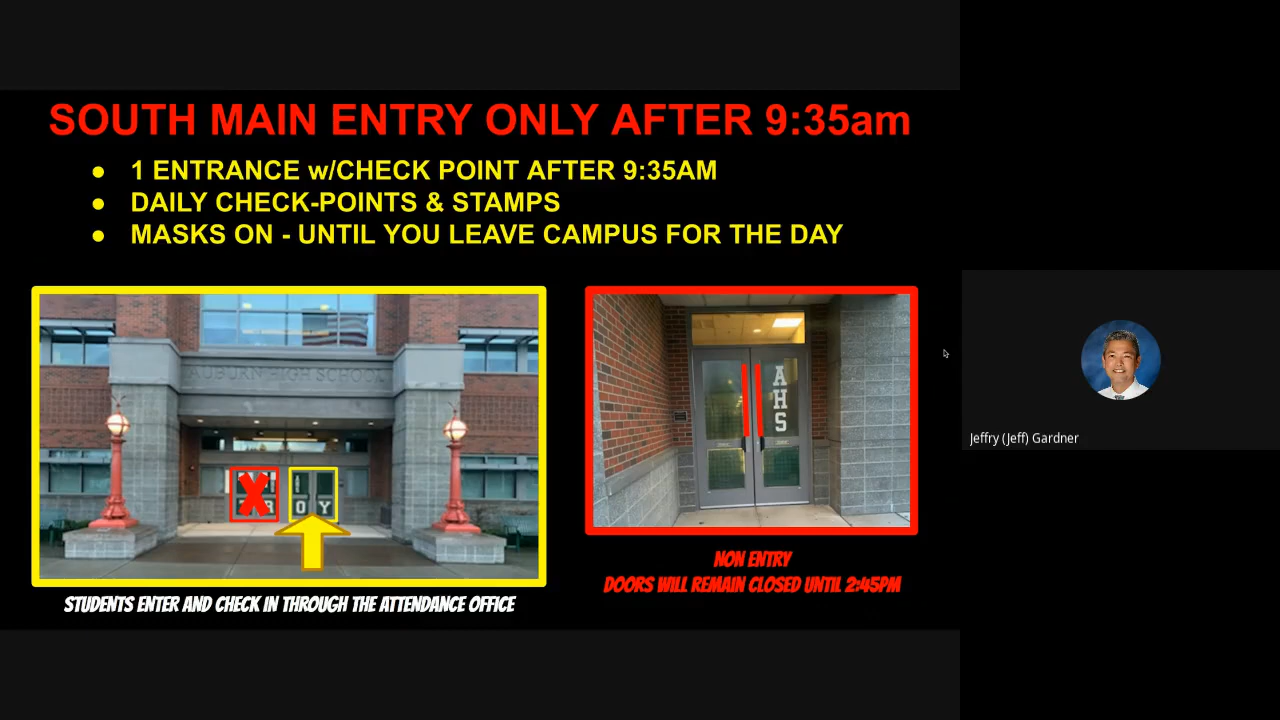 SOUTH MAIN ENTRY ONLY AFTER 9:35am
● 1 ENTRANCE w/CHECK POINT AFTER 9:35AM
● DAILY CHECK-POINTS & STAMPS
● MASKS ON - UNTIL YOU LEAVE CAMPUS FOR THE DAY
AUBURN HIGH SCHOOL
X
R
O Y
AHS
STUDENTS ENTER AND CHECK IN THROUGH THE ATTENDANCE OFFICE
NON ENTRY
DOORS WILL REMAIN CLOSED UNTIL 2:45PM
Jeffry (Jeff) Gardner